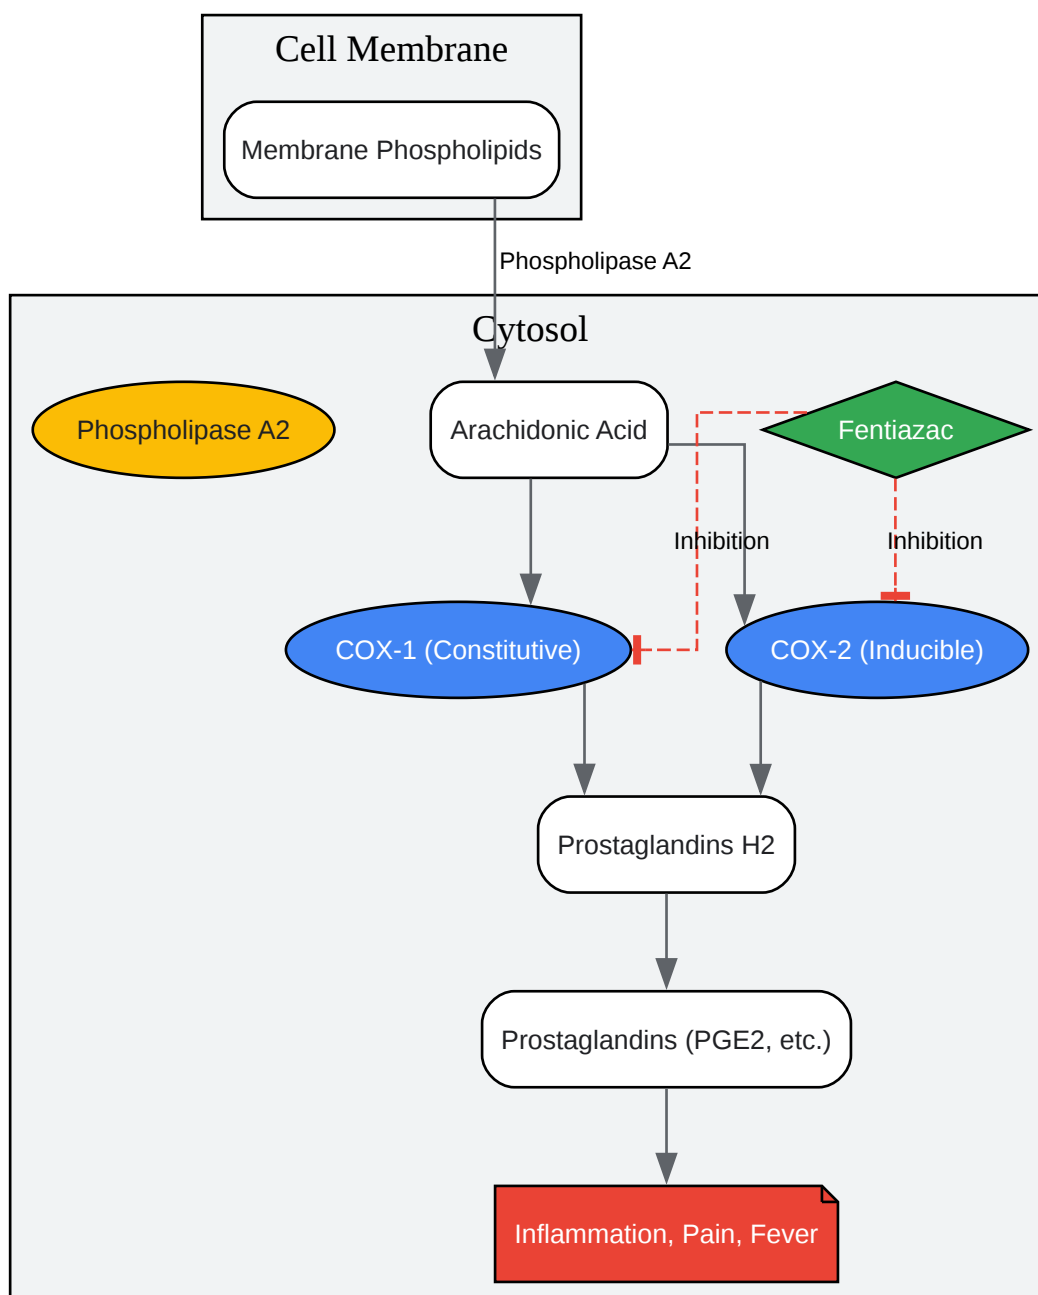 Cell Membrane
Membrane Phospholipids
Phospholipase A2
Cytosol
Phospholipase A2
Arachidonic Acid
Fentiazac
Inhibition
Inhibition
COX-1 (Constitutive)
COX-2 (Inducible)
Prostaglandins H2
Prostaglandins (PGE2, etc.)
Inflammation, Pain, Fever